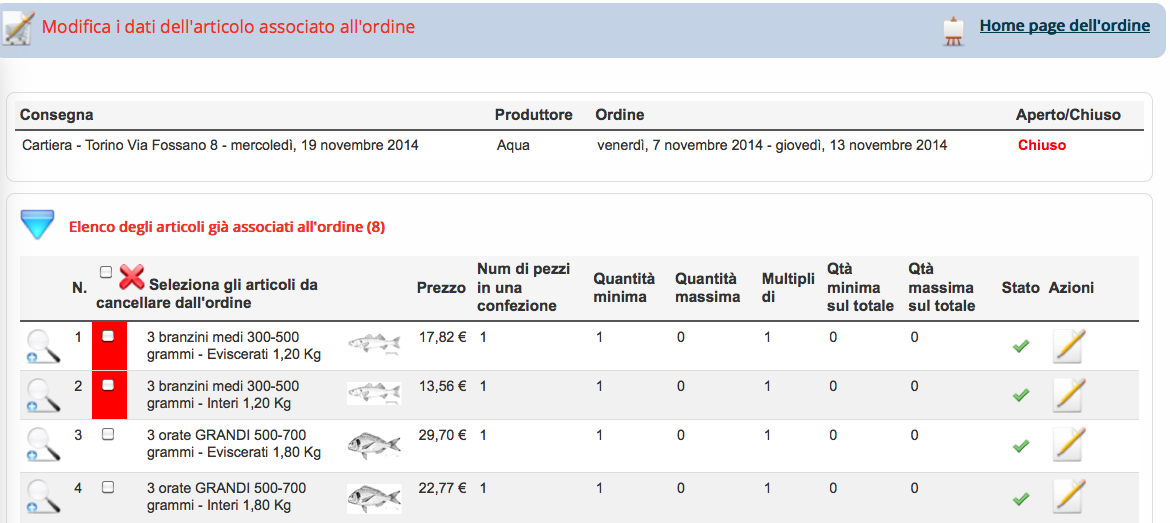 Modifica i dati dell'articolo associato all'ordine
Home page dell'ordine
Consegna Produttore Ordine Aperto/Chiuso
Cartiera - Torino Via Fossano 8 - mercoledì, 19 novembre 2014 Aqua venerdì, 7 novembre 2014 - giovedì, 13 novembre 2014 Chiuso
Elenco degli articoli già associati all'ordine (8)
N. Seleziona gli articoli da cancellare dall'ordine Prezzo Num di pezzi in una confezione Quantità minima Quantità massima Multipli di Qtà minima sul totale Qtà massima sul totale Stato Azioni
1 3 branzini medi 300-500 17,82 € 1 1 0 1 0 0
grammi - Eviscerati 1,20 Kg
2 3 branzini medi 300-500 13,56 € 1 1 0 1 0 0
grammi - Interi 1,20 Kg
3 3 orate GRANDI 500-700 29,70 € 1 1 0 1 0 0
grammi - Eviscerati 1,80 Kg
4 3 orate GRANDI 500-700 22,77 € 1 1 0 1 0 0
grammi - Interi 1,80 Kg